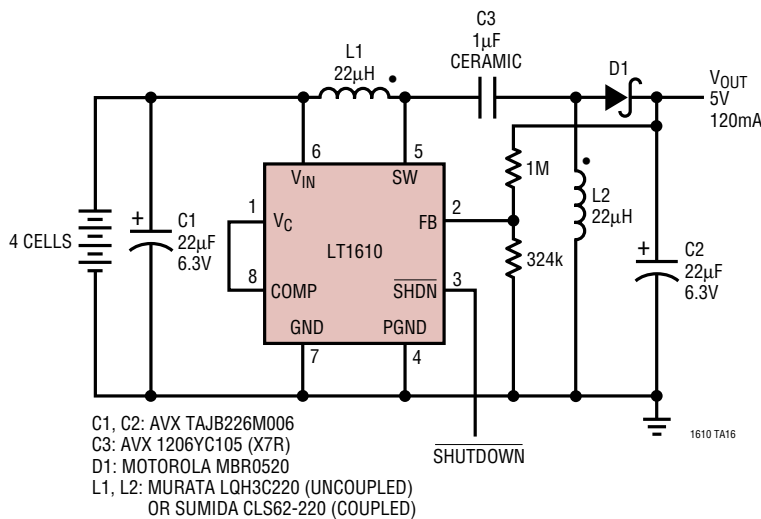 C3
1µF
CERAMIC
L1
22µH
D1
VOUT
5V
120mA
6
5
VIN
SW
1M
L2
22µH
1
VC
2
FB
4 CELLS
+
C1
22µF
6.3V
LT1610
324k
+
C2
22µF
6.3V
8
COMP
SHDN
3
GND
PGND
7
4
C1, C2: AVX TAJB226M006
C3: AVX 1206YC105 (X7R)
D1: MOTOROLA MBR0520
L1, L2: MURATA LQH3C220 (UNCOUPLED)
OR SUMIDA CLS62-220 (COUPLED)
SHUTDOWN
1610 TA16